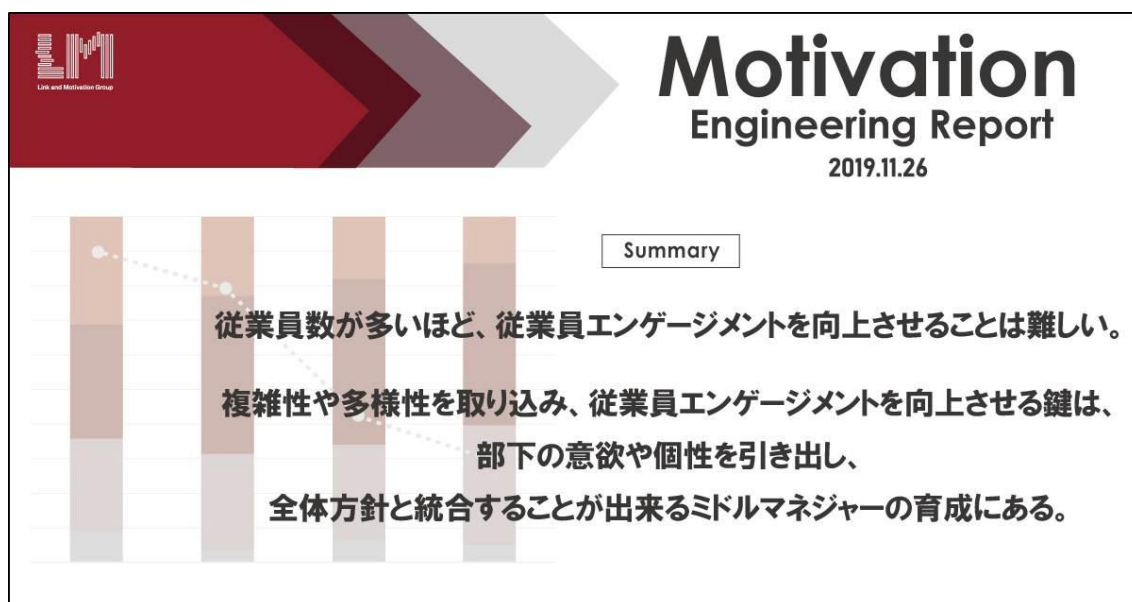 Link and Motivation Group
Motivation
Engineering Report
2019.11.26
Summary
従業員数が多いほど、従業員エンゲージメントを向上させることは難しい。
複雑性や多様性を取り込み、従業員エンゲージメントを向上させる鍵は、
部下の意欲や個性を引き出し、
全体方針と統合することが出来るミドルマネジャーの育成にある。